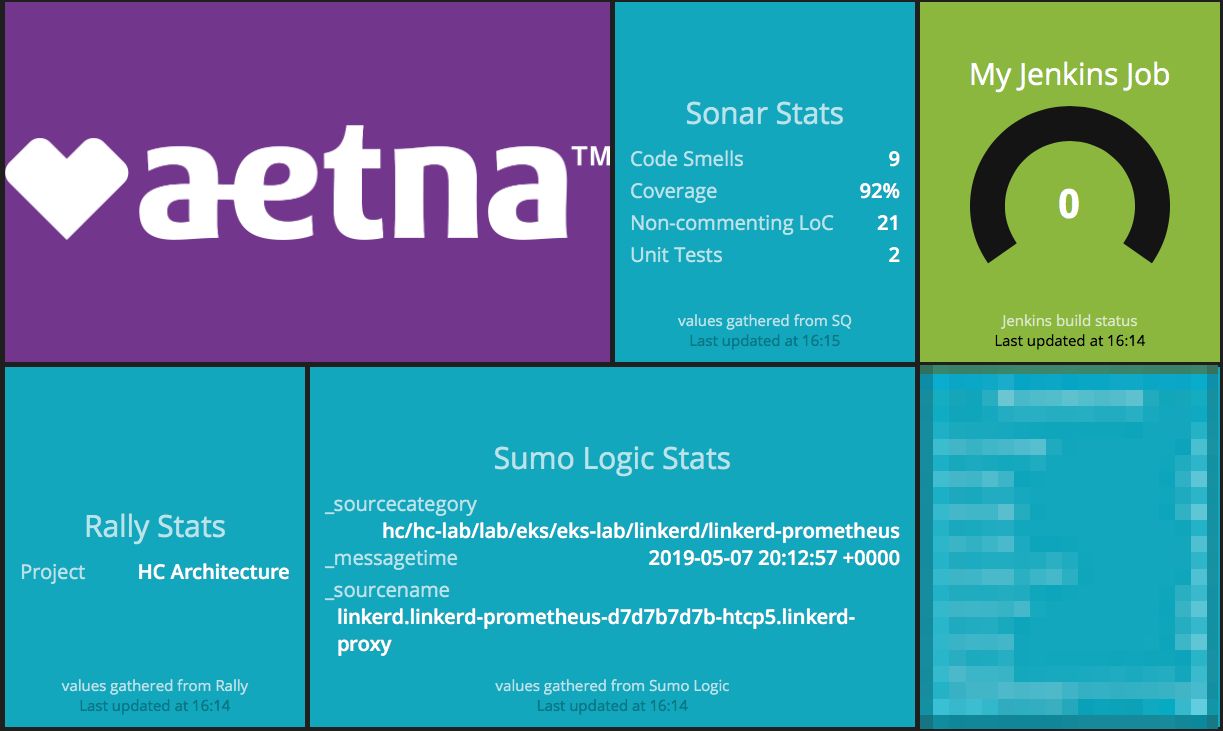 aetna™
Sonar Stats
Code Smells 9
Coverage 92%
Non-commenting LoC 21
Unit Tests 2
values gathered from SQ
Last updated at 16:15
My Jenkins Job
0
Jenkins build status
Last updated at 16:14
Rally Stats
Project HC Architecture
values gathered from Rally
Last updated at 16:14
Sumo Logic Stats
_sourcecategory
hc/hc-lab/lab/eks/eks-lab/linkerd/linkerd-prometheus
_messagetime 2019-05-07 20:12:57 +0000
_sourcename
linkerd.linkerd-prometheus-d7d7b7d7b-htcp5.linkerd-
proxy
values gathered from Sumo Logic
Last updated at 16:14